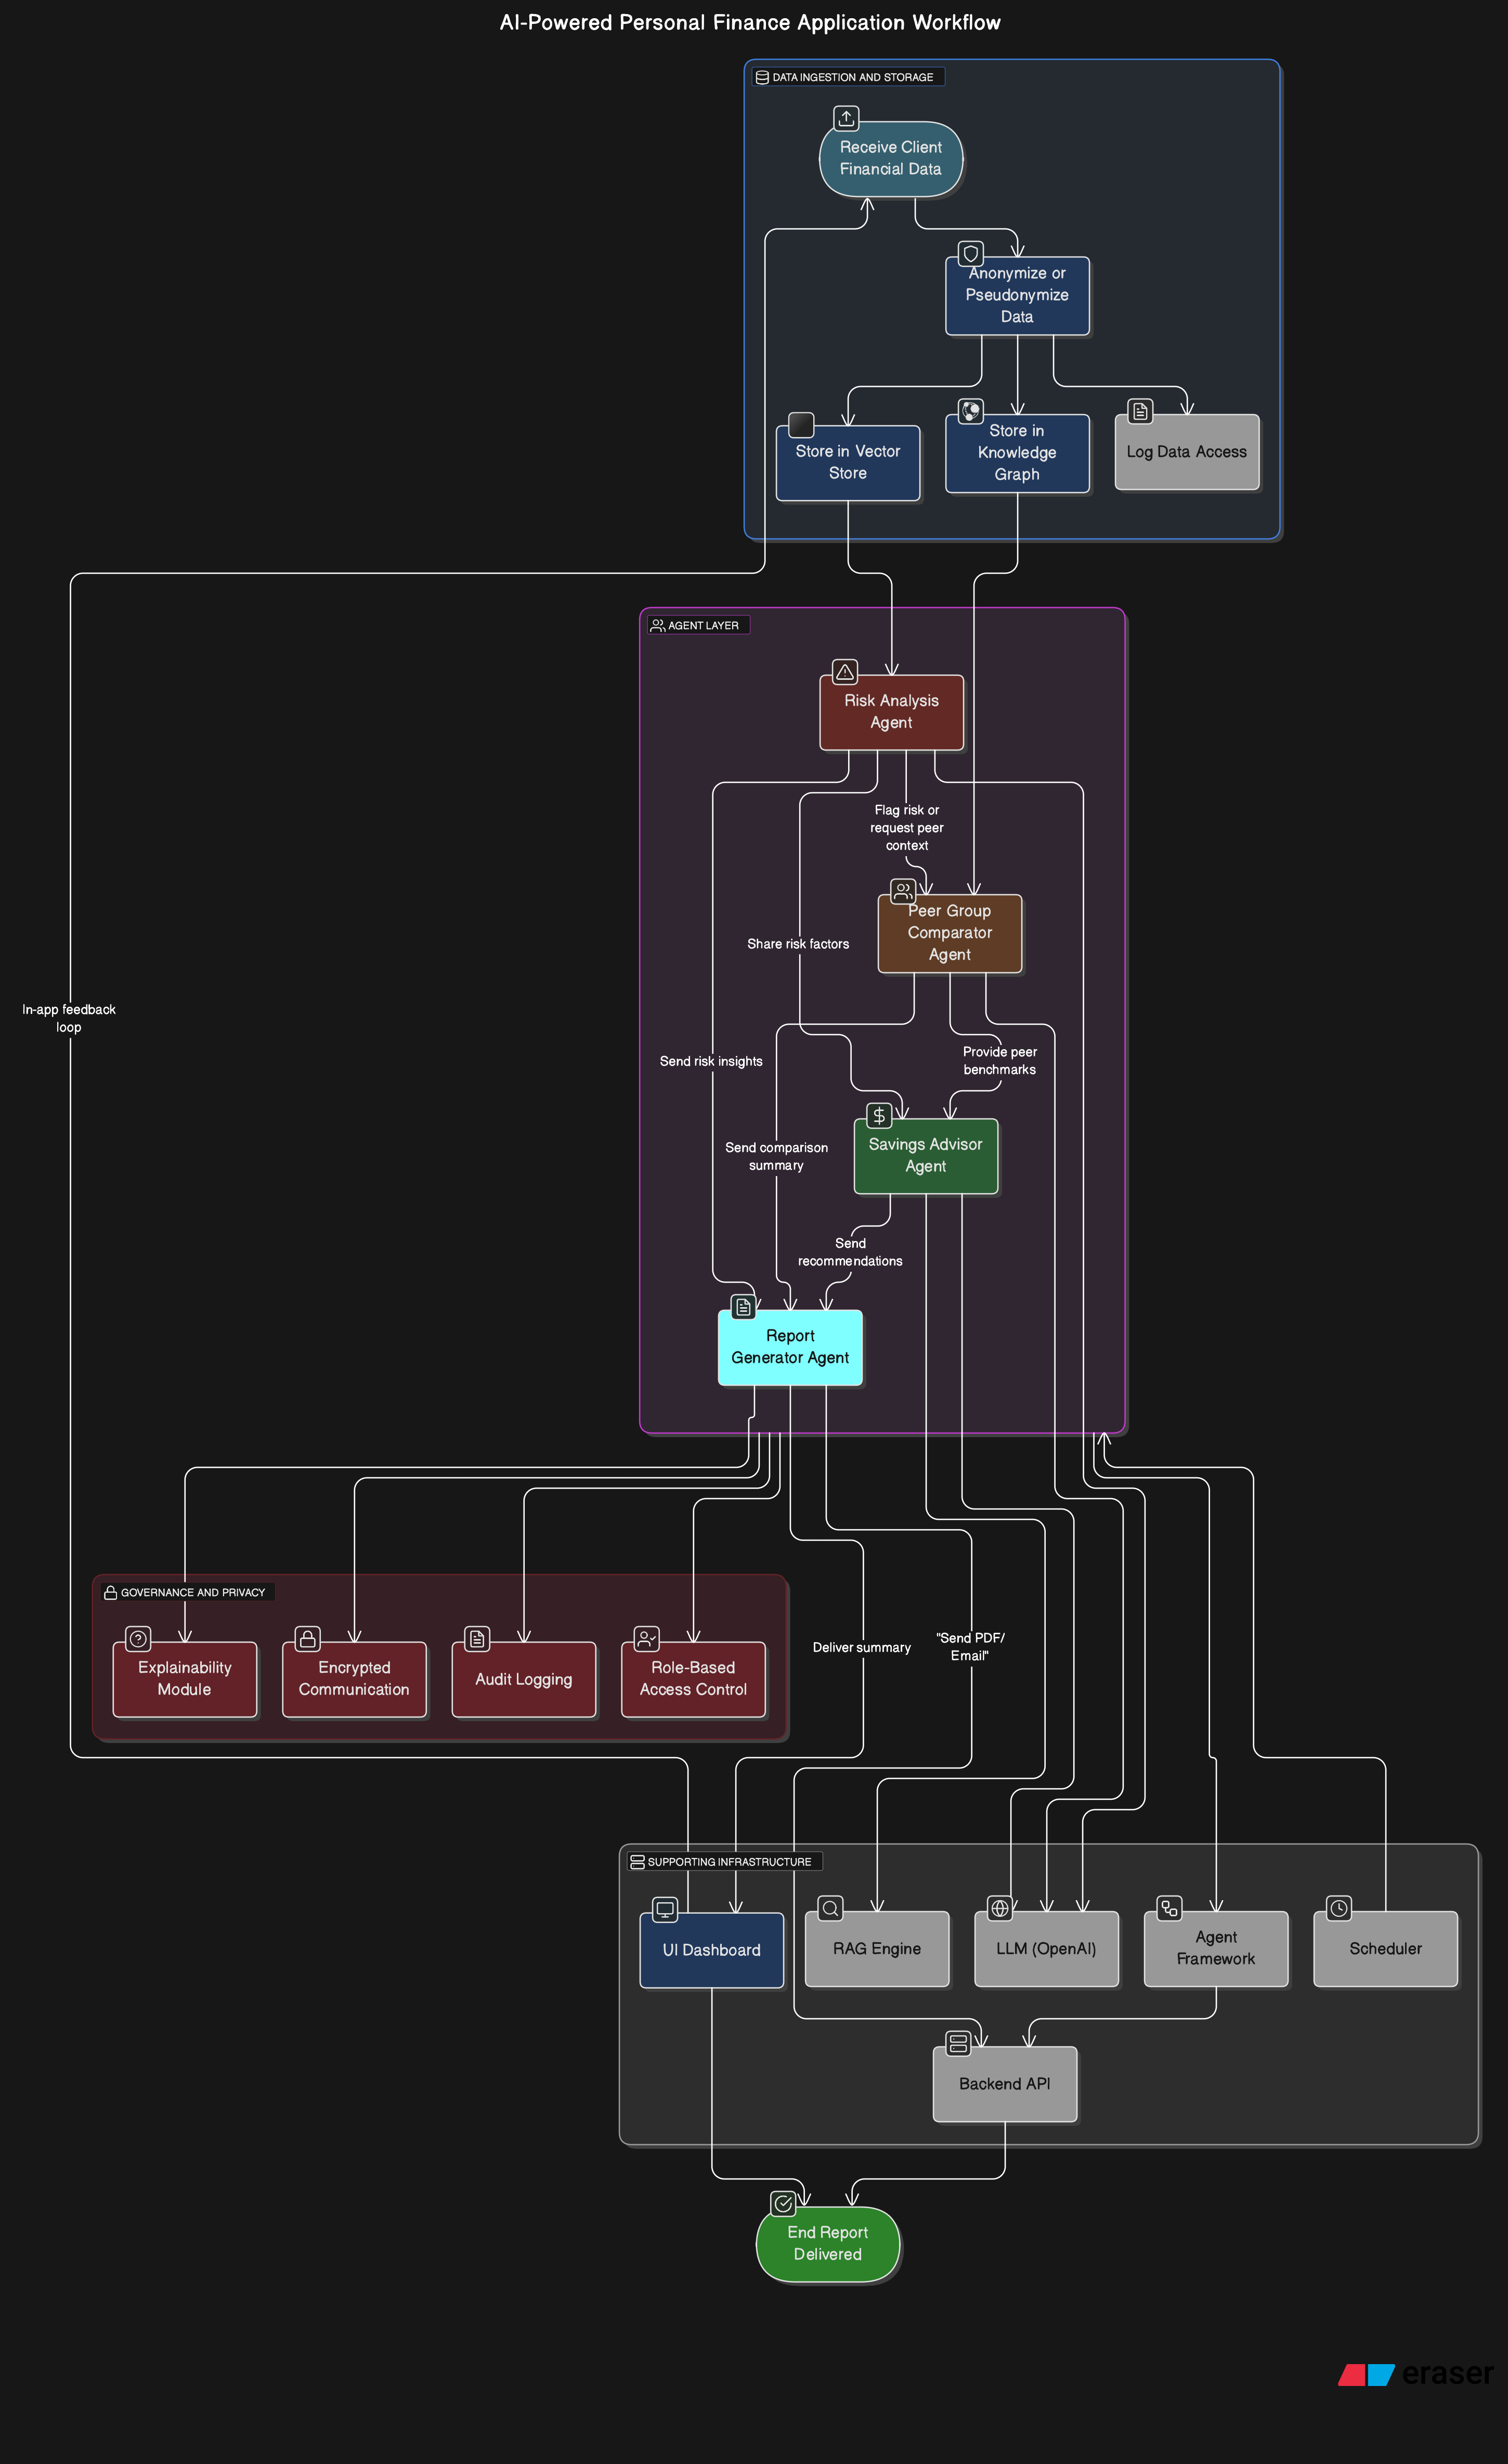 AI-Powered Personal Finance Application Workflow
DATA INGESTION AND STORAGE
Receive Client
Financial Data
Anonymize or
Pseudonymize
Data
Store in Vector
Store
Store in
Knowledge
Graph
Log Data Access
AGENT LAYER
Risk Analysis
Agent
Flag risk or
request peer
context
Peer Group
Comparator
Agent
Share risk factors
In-app feedback
loop
Send risk insights
Provide peer
benchmarks
Send comparison
summary
Savings Advisor
Agent
Send
recommendations
Report
Generator Agent
GOVERNANCE AND PRIVACY
Explainability
Module
Encrypted
Communication
Audit Logging
Role-Based
Access Control
Deliver summary
"Send PDF/
Email"
SUPPORTING INFRASTRUCTURE
UI Dashboard
RAG Engine
LLM (OpenAI)
Agent
Framework
Scheduler
Backend API
End Report
Delivered
eraser